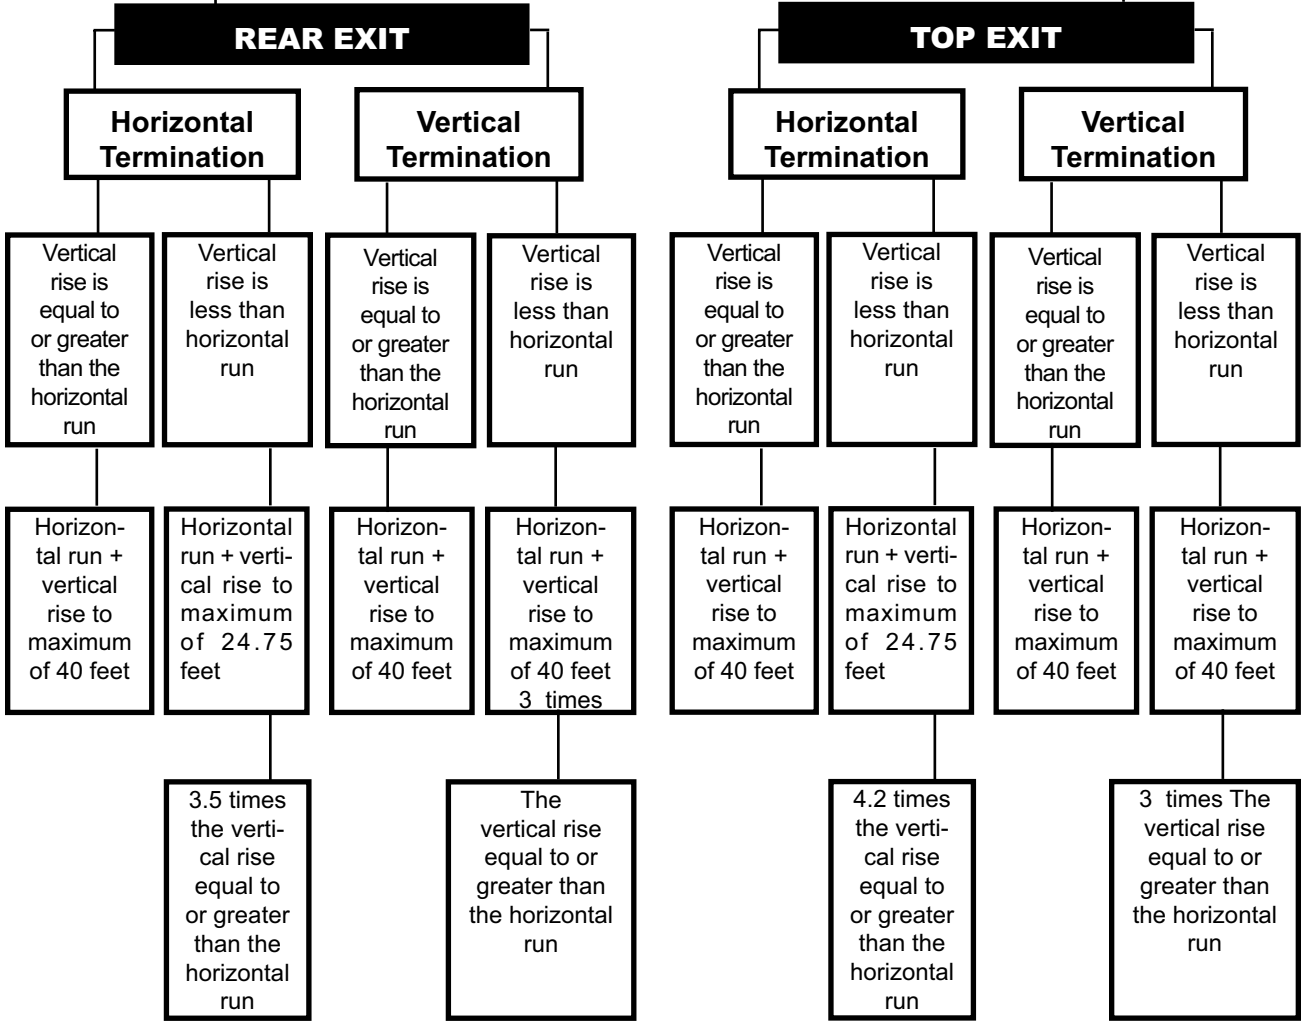 REAR EXIT
Horizontal
Termination
Vertical
Termination
Vertical
rise is
equal to
or greater
than the
horizontal
run
Vertical
rise is
less than
horizontal
run
Vertical
rise is
equal to
or greater
than the
horizontal
run
Vertical
rise is
less than
horizontal
run
Horizon-
tal run +
vertical
rise to
maximum
of 40 feet
Horizontal
run + verti-
cal rise to
maximum
of 24.75
feet
Horizon-
tal run +
vertical
rise to
maximum
of 40 feet
Horizon-
tal run +
vertical
rise to
maximum
of 40 feet
3 times
3.5 times
the verti-
cal rise
equal to
or greater
than the
horizontal
run
The
vertical rise
equal to or
greater than
the horizontal
run
TOP EXIT
Horizontal
Termination
Vertical
Termination
Vertical
rise is
equal to
or greater
than the
horizontal
run
Vertical
rise is
less than
horizontal
run
Vertical
rise is
equal to
or greater
than the
horizontal
run
Vertical
rise is
less than
horizontal
run
Horizon-
tal run +
vertical
rise to
maximum
of 40 feet
Horizontal
run + verti-
cal rise to
maximum
of 24.75
feet
Horizon-
tal run +
vertical
rise to
maximum
of 40 feet
Horizon-
tal run +
vertical
rise to
maximum
of 40 feet
4.2 times
the verti-
cal rise
equal to
or greater
than the
horizontal
run
3 times The
vertical rise
equal to or
greater than
the horizontal
run